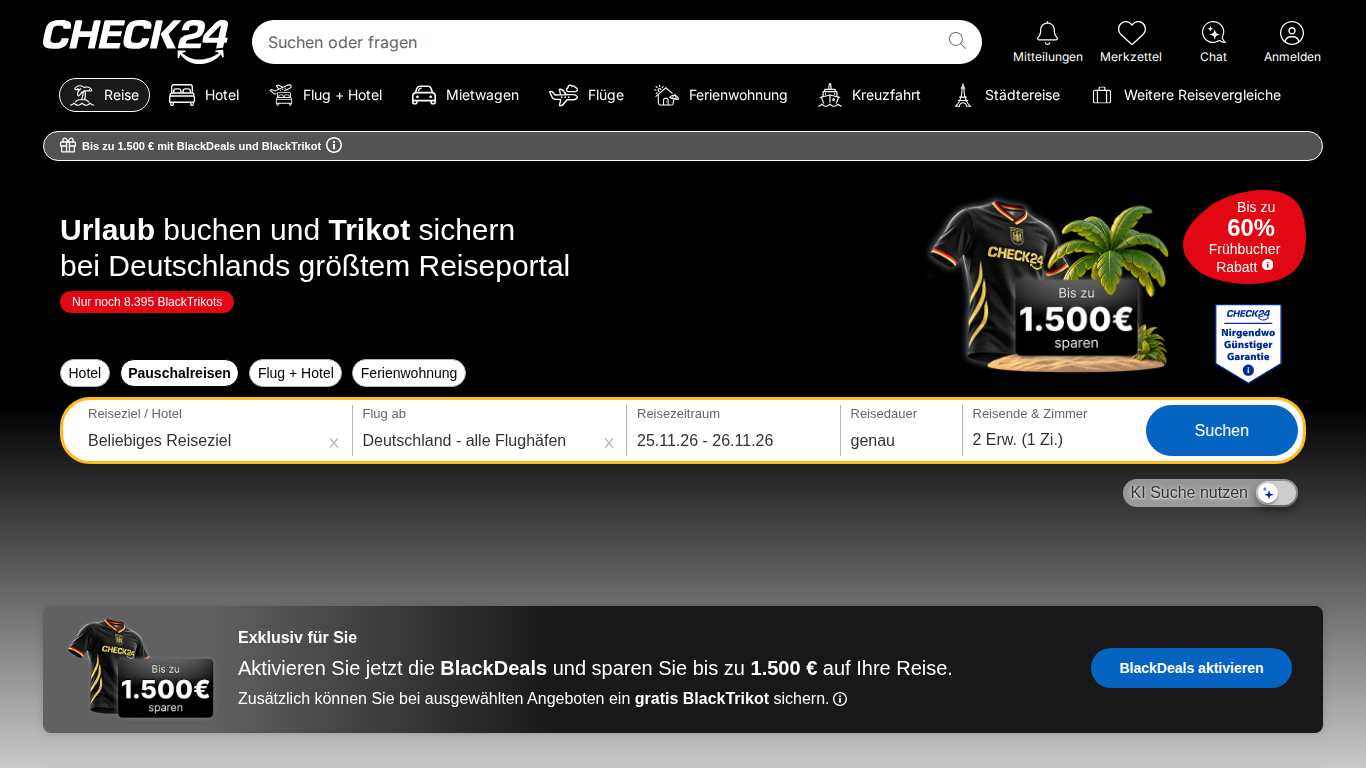 CHECK24
Suchen oder fragen
Mitteilungen
Merkzettel
Chat
Anmelden
Reise
Hotel
Flug + Hotel
Mietwagen
Flüge
Ferienwohnung
Kreuzfahrt
Städtereise
Weitere Reisevergleiche
Bis zu 1.500 € mit BlackDeals und BlackTrikot
Urlaub buchen und Trikot sichern
bei Deutschlands größtem Reiseportal
Nur noch 8.395 BlackTrikots
CHECK24
Bis zu
1.500€
sparen
Bis zu
60%
Frühbucher
Rabatt
CHECK24
Nirgendwo
Günstiger
Garantie
Hotel
Pauschalreisen
Flug + Hotel
Ferienwohnung
Reiseziel / Hotel
Beliebiges Reiseziel
Flug ab
Deutschland - alle Flughäfen
Reisezeitraum
25.11.26 - 26.11.26
Reisedauer
genau
Reisende & Zimmer
2 Erw. (1 Zi.)
Suchen
KI Suche nutzen
CHECK24
Bis zu
1.500€
sparen
Exklusiv für Sie
Aktivieren Sie jetzt die BlackDeals und sparen Sie bis zu 1.500 € auf Ihre Reise.
Zusätzlich können Sie bei ausgewählten Angeboten ein gratis BlackTrikot sichern.
BlackDeals aktivieren